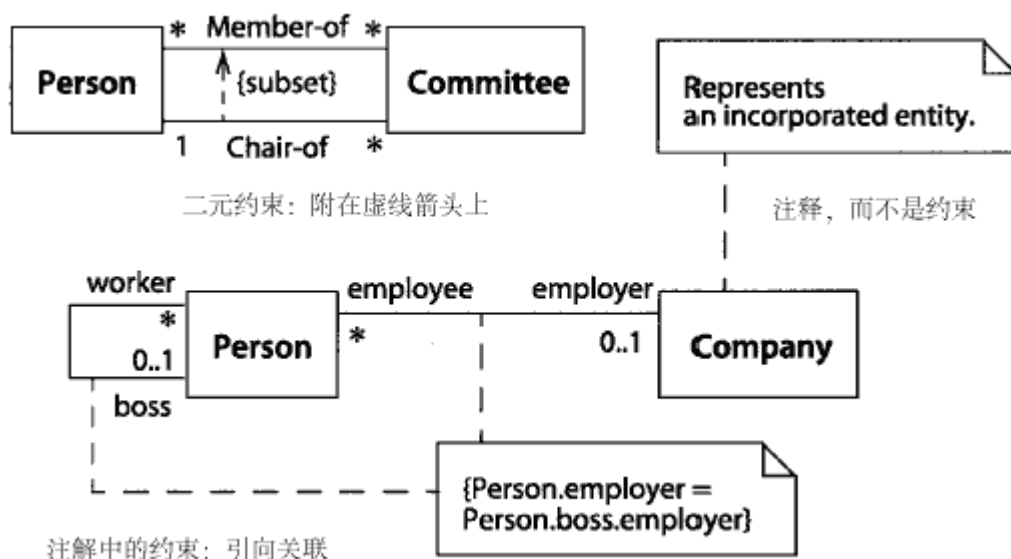 * Member-of *
Person
{subset}
Committee
1 Chair-of *
二元约束：附在虚线箭头上
Represents
an incorporated entity.
注释，而不是约束
worker
*
0..1
boss
Person
employee
*
employer
0..1
Company
{Person.employer =
Person.boss.employer}
注解中的约束：引向关联